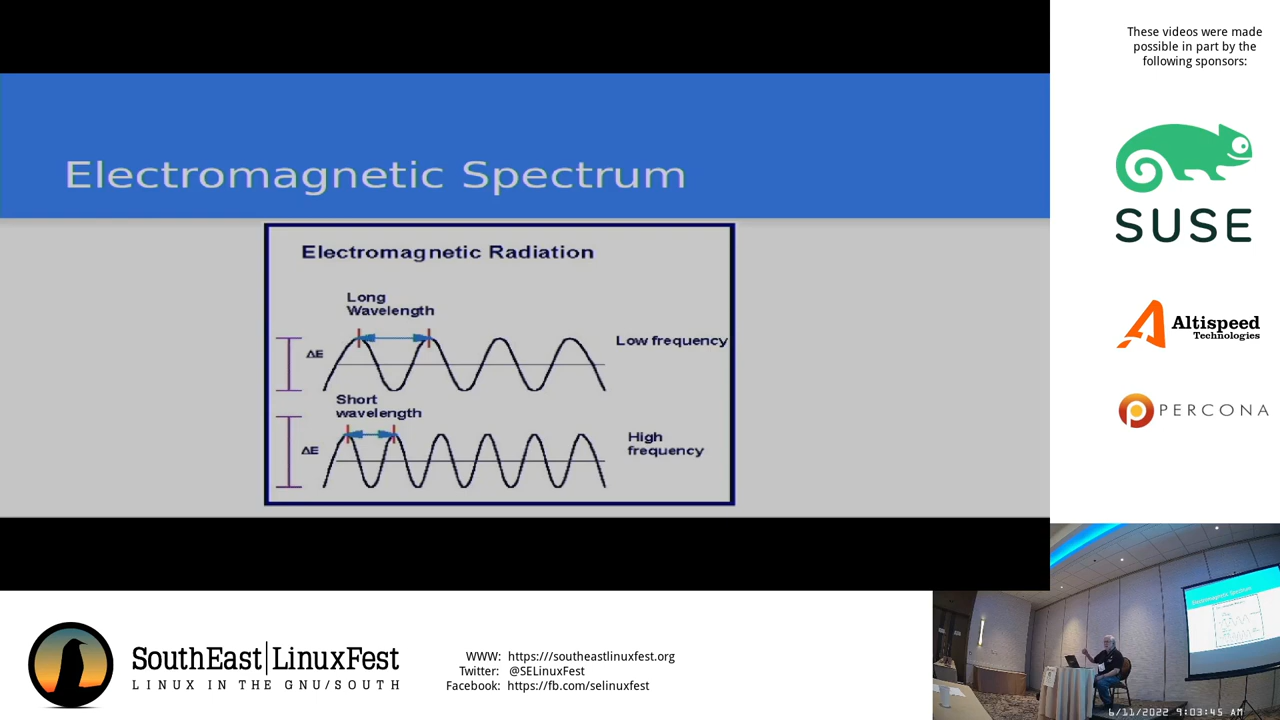 These videos were made
possible in part by the
following sponsors:
Electromagnetic Spectrum
Electromagnetic Radiation
Long
Wavelength
ΔE
Low frequency
Short
wavelength
ΔE
High
frequency
SUSE
Altispeed
Technologies
PERCONA
Electromagnetic Spectrum
SouthEast LinuxFest
LINUX IN THE GNU/SOUTH
WWW: https:///southeastlinuxfest.org
Twitter: @SELinuxFest
Facebook: https://fb.com/selinuxfest
6/11/2022 9:03:45 AM